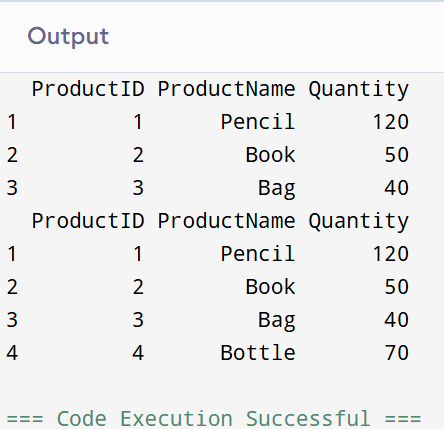 Output
  ProductID ProductName Quantity
1         1      Pencil      120
2         2        Book       50
3         3         Bag       40
  ProductID ProductName Quantity
1         1      Pencil      120
2         2        Book       50
3         3         Bag       40
4         4      Bottle       70
=== Code Execution Successful ===